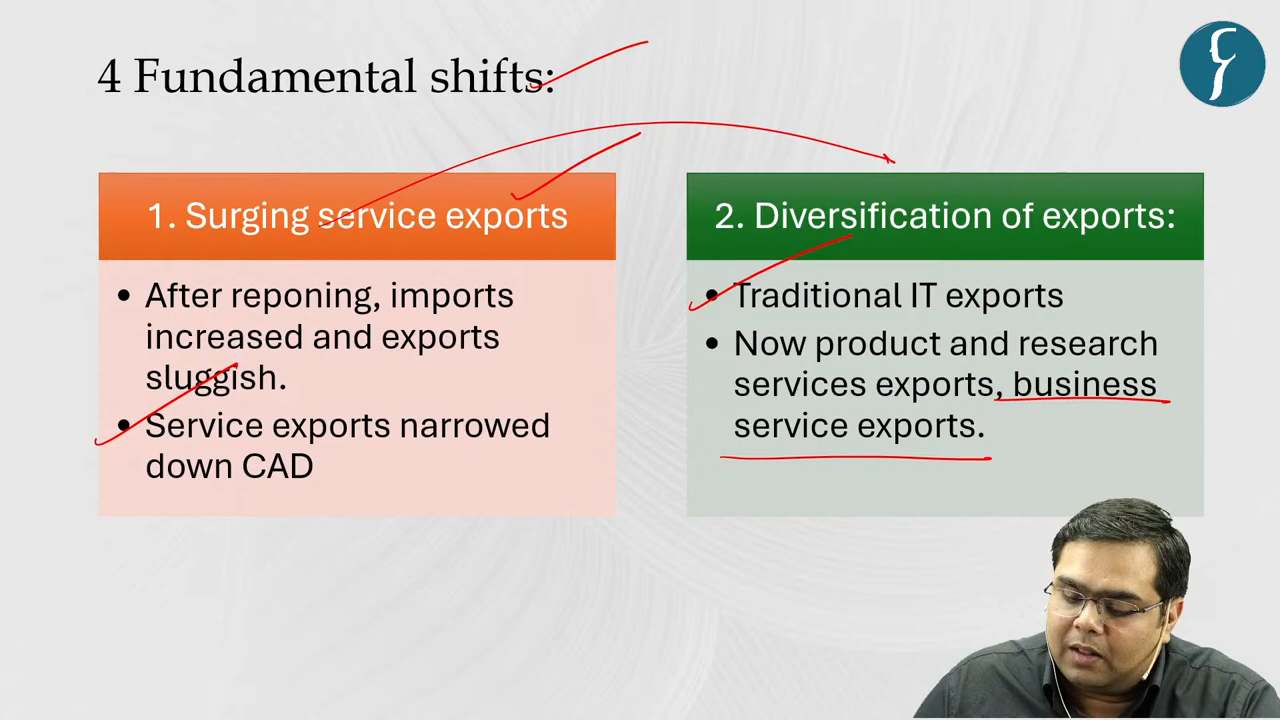 4 Fundamental shifts:
1. Surging service exports
• After reponing, imports
increased and exports
sluggish.
• Service exports narrowed
down CAD
2. Diversification of exports:
• Traditional IT exports
• Now product and research
services exports, business
service exports.